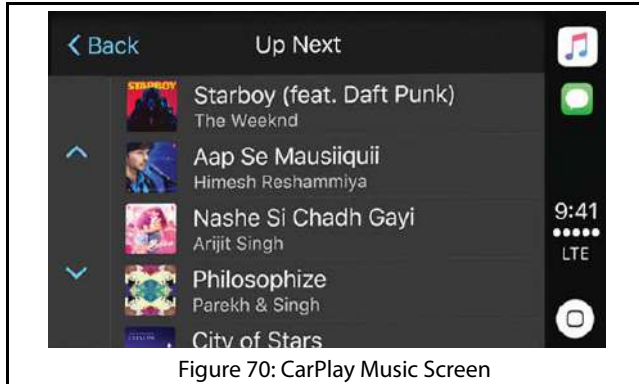 Back
Up Next
STARBOY
Starboy (feat. Daft Punk)
The Weeknd
Aap Se Mausiiquii
Himesh Reshammiya
Nashe Si Chadh Gayi
Arijit Singh
9:41
LTE
Philosophize
Parekh & Singh
City of Stars
Figure 70: CarPlay Music Screen